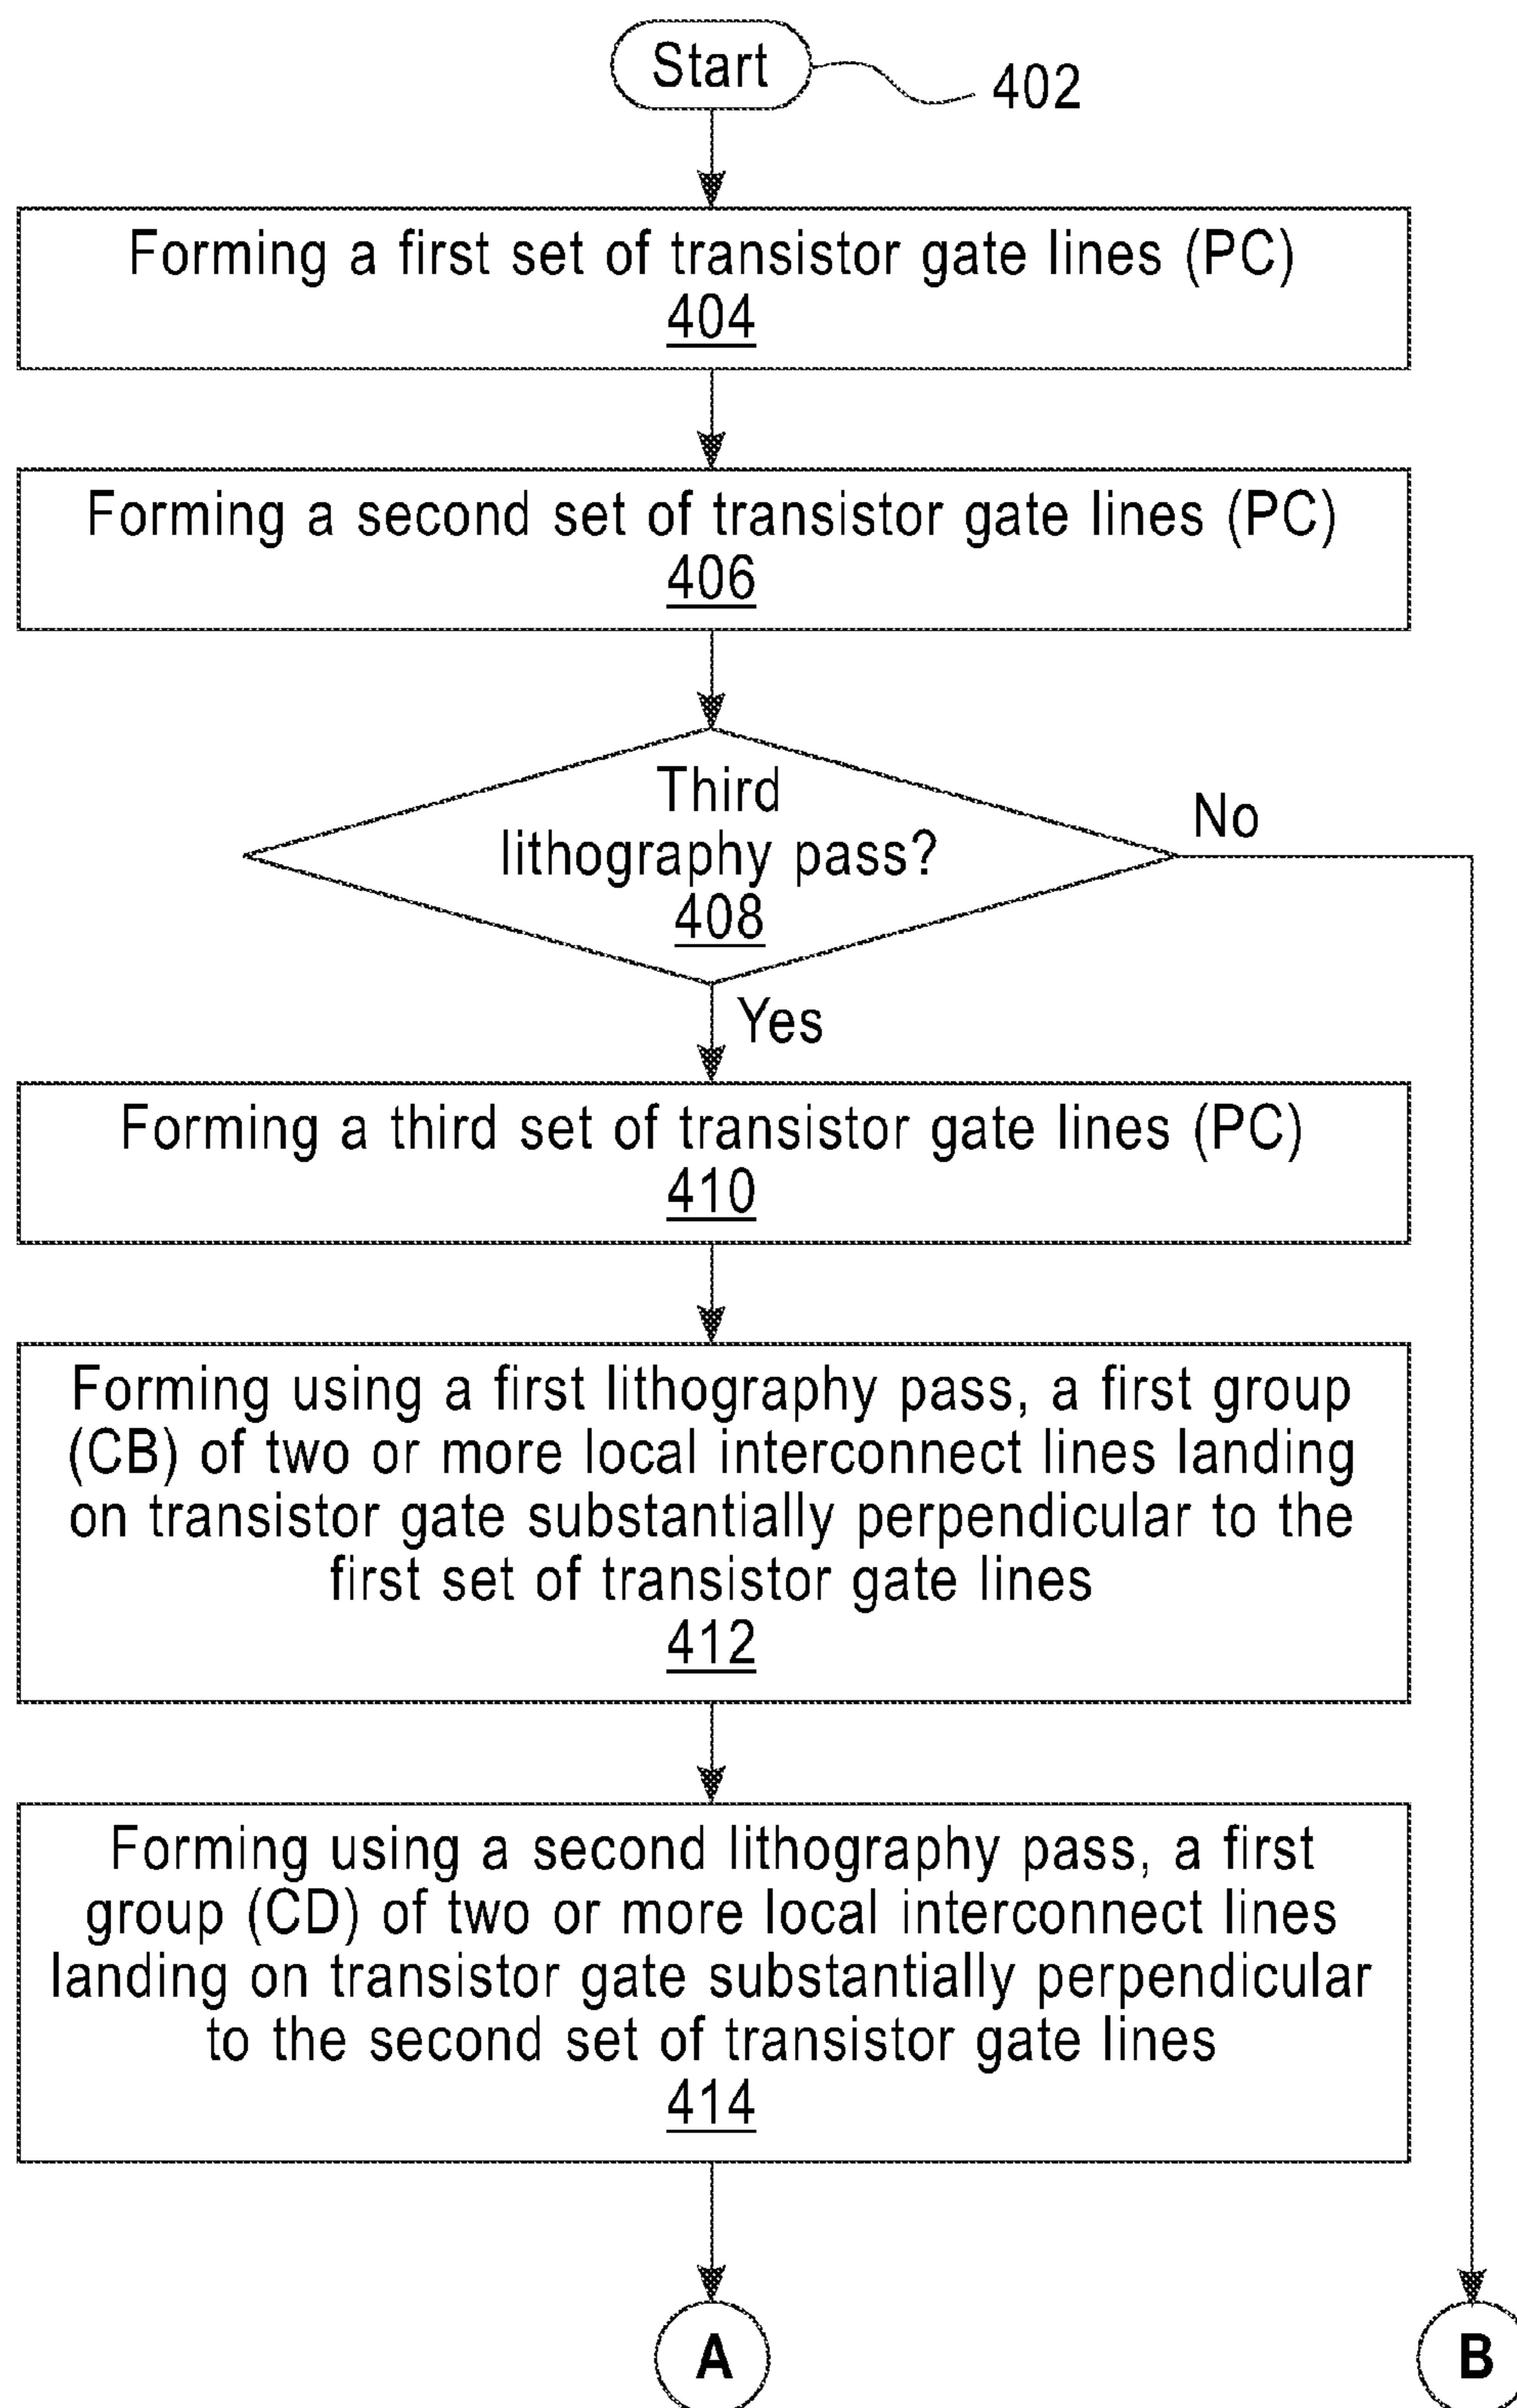 Start
402
Forming a first set of transistor gate lines (PC)
404
Forming a second set of transistor gate lines (PC)
406
Third
lithography pass?
408
No
Yes
Forming a third set of transistor gate lines (PC)
410
Forming using a first lithography pass, a first group
(CB) of two or more local interconnect lines landing
on transistor gate substantially perpendicular to the
first set of transistor gate lines
412
Forming using a second lithography pass, a first
group (CD) of two or more local interconnect lines
landing on transistor gate substantially perpendicular
to the second set of transistor gate lines
414
A
B